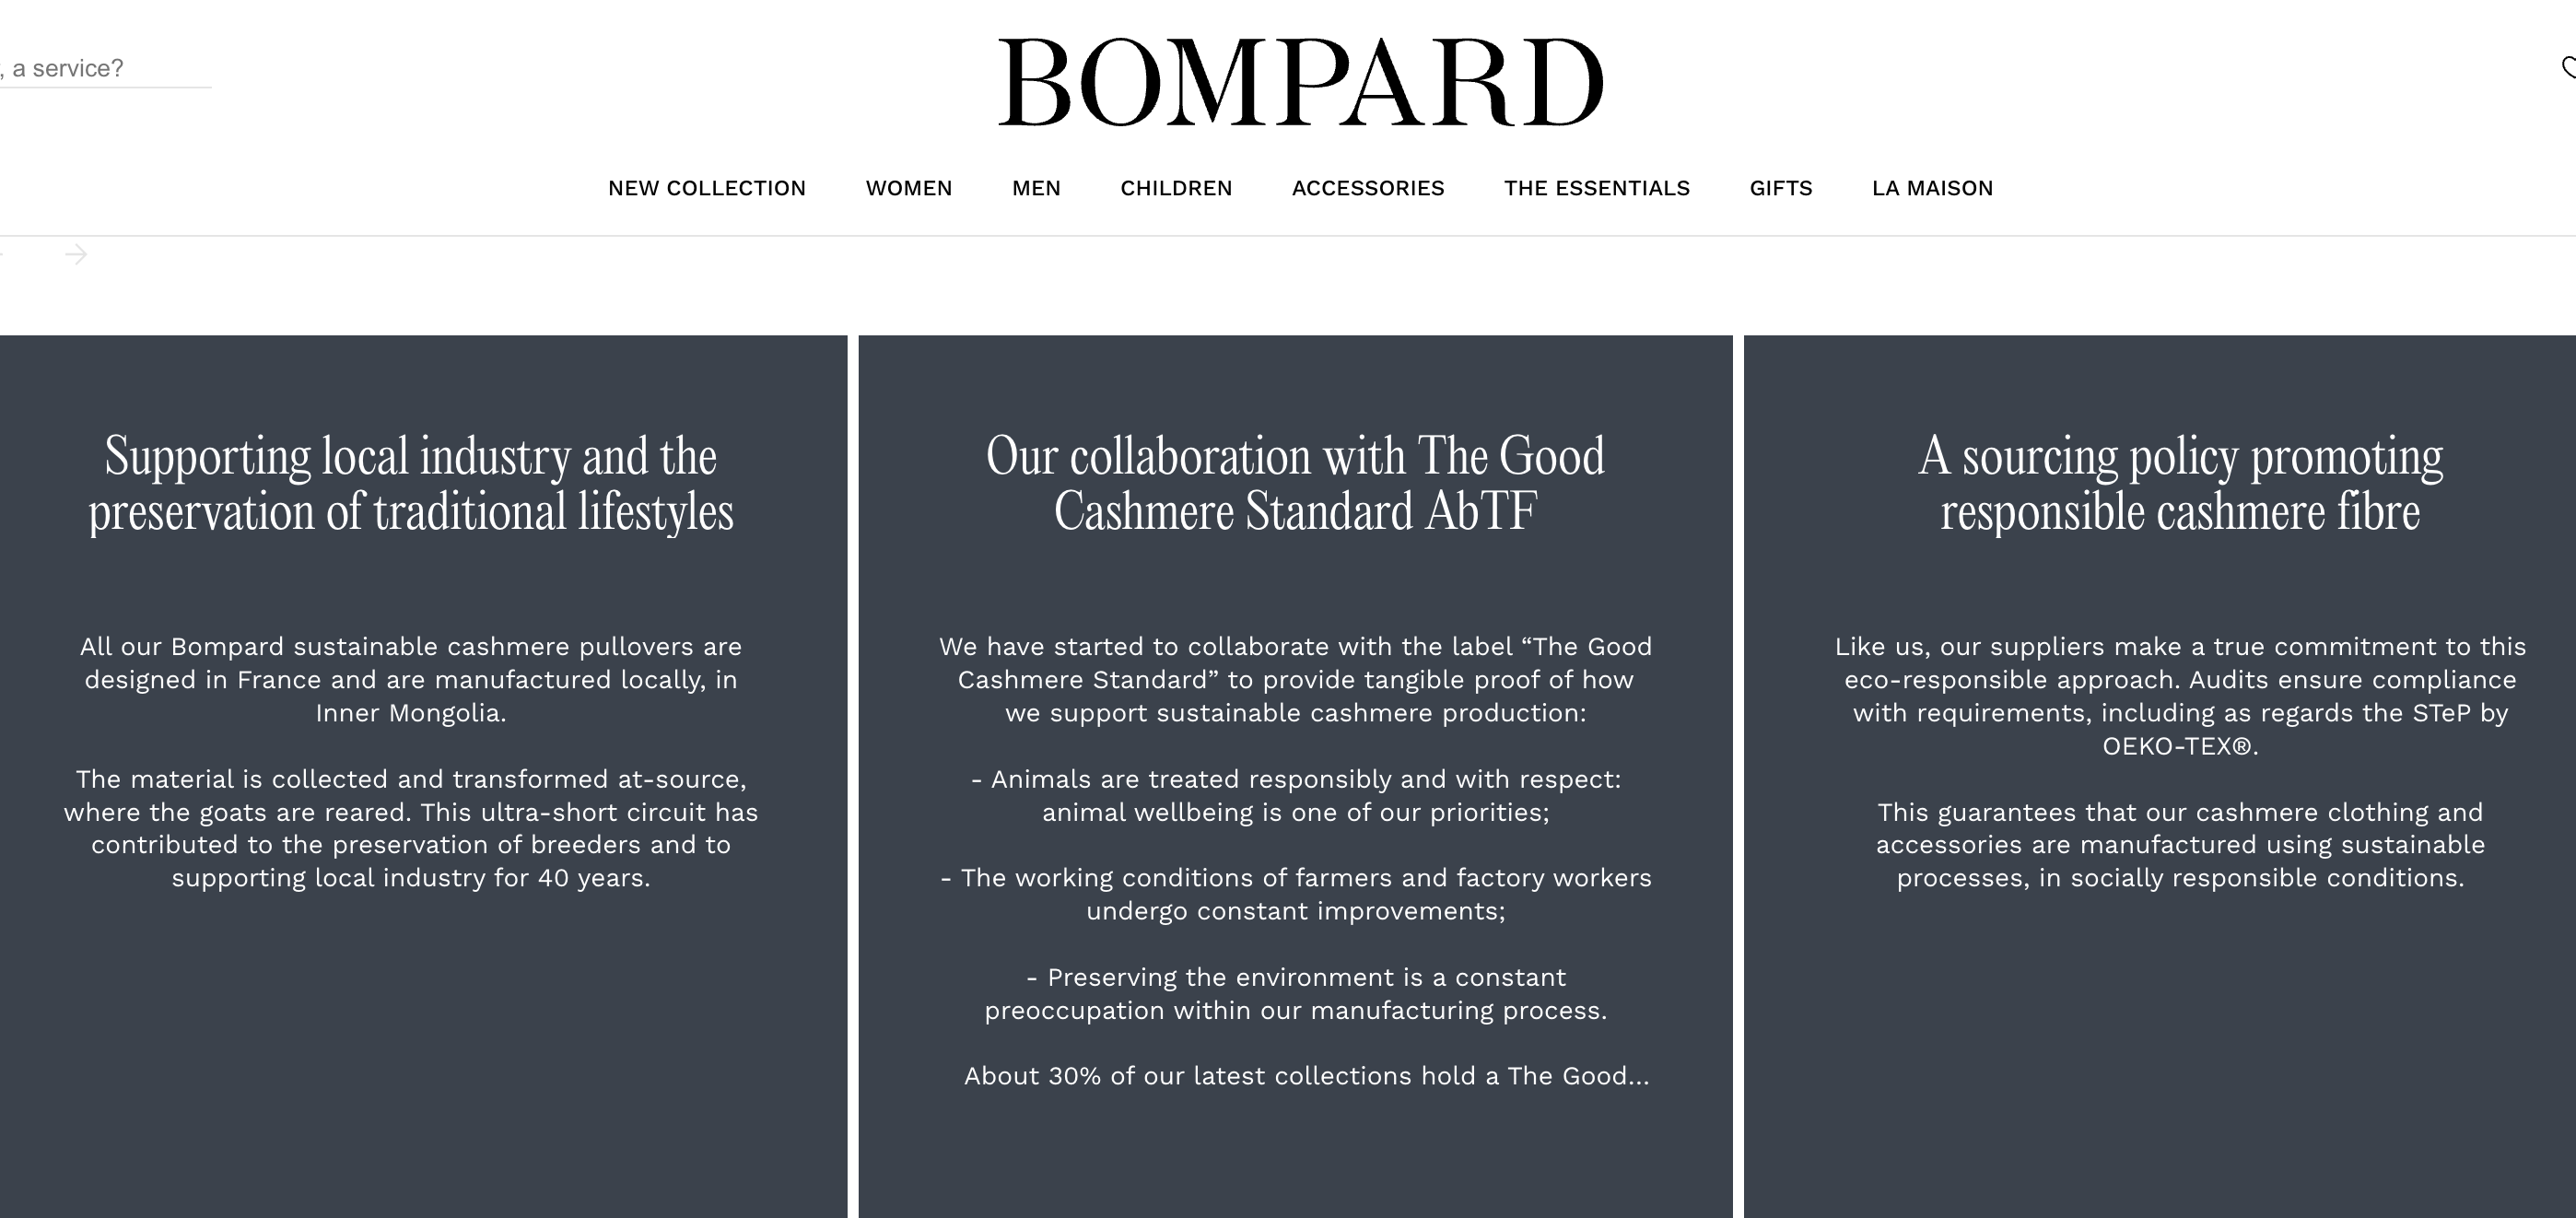 , a service?
BOMPARD
NEW COLLECTION WOMEN MEN CHILDREN ACCESSORIES THE ESSENTIALS GIFTS LA MAISON
Supporting local industry and the
preservation of traditional lifestyles
All our Bompard sustainable cashmere pullovers are
designed in France and are manufactured locally, in
Inner Mongolia.
The material is collected and transformed at-source,
where the goats are reared. This ultra-short circuit has
contributed to the preservation of breeders and to
supporting local industry for 40 years.
Our collaboration with The Good
Cashmere Standard AbTF
We have started to collaborate with the label “The Good
Cashmere Standard” to provide tangible proof of how
we support sustainable cashmere production:
- Animals are treated responsibly and with respect:
animal wellbeing is one of our priorities;
- The working conditions of farmers and factory workers
undergo constant improvements;
- Preserving the environment is a constant
preoccupation within our manufacturing process.
About 30% of our latest collections hold a The Good...
A sourcing policy promoting
responsible cashmere fibre
Like us, our suppliers make a true commitment to this
eco-responsible approach. Audits ensure compliance
with requirements, including as regards the STeP by
OEKO-TEX®.
This guarantees that our cashmere clothing and
accessories are manufactured using sustainable
processes, in socially responsible conditions.